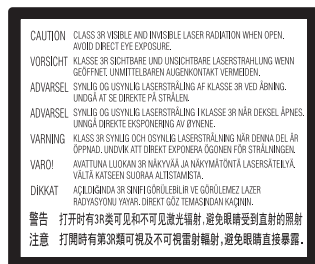 CAUTION CLASS 3R VISIBLE AND INVISIBLE LASER RADIATION WHEN OPEN.
AVOID DIRECT EYE EXPOSURE.
VORSICHT KLASSE 3R SICHTBARE UND UNSICHTBARE LASERSTRAHLUNG WENN
GEÖFFNET. UNMITTELBAREN AUGENKONTAKT VERMEIDEN.
ADVARSEL SYNLIG OG USYNLIG LASERSTRÅLING AF KLASSE 3R VED ÅBNING.
UNDGÅ AT SE DIREKTE PÅ STRÅLEN.
ADVARSEL SYNLIG OG USYNLIG LASERSTRÅLING I KLASSE 3R NÅR DEKSEL ÅPNES.
UNNGÅ DIREKTE EKSPONERING AV ØYNENE.
VARNING KLASS 3R SYNLIG OCH OSYNLIG LASERSTRÅLNING NÄR DENNA DEL ÄR
ÖPPNAD. UNDVIK ATT DIREKT EXPONERA ÖGONEN FÖR STRÅLNINGEN.
VARO! AVATTUNA LUOKAN 3R NÄKYVÄÄ JA NÄKYMÄTÖNTÄ LASERSÄTEILYÄ.
VÄLTÄ KATSEEN SUORAA ALTISTAMISTA.
DİKKAT AÇILDIĞINDA 3R SINIFI GÖRÜLEBİLİR VE GÖRÜLEMEZ LAZER
RADYASYONU YAYAR. DİREKT GÖZ TEMASINDAN KAÇININ.
警告 打开时有3R类可见和不可见激光辐射,避免眼睛受到直射的照射
注意 打開時有第3R類可視及不可視雷射輻射,避免眼睛直接暴露.